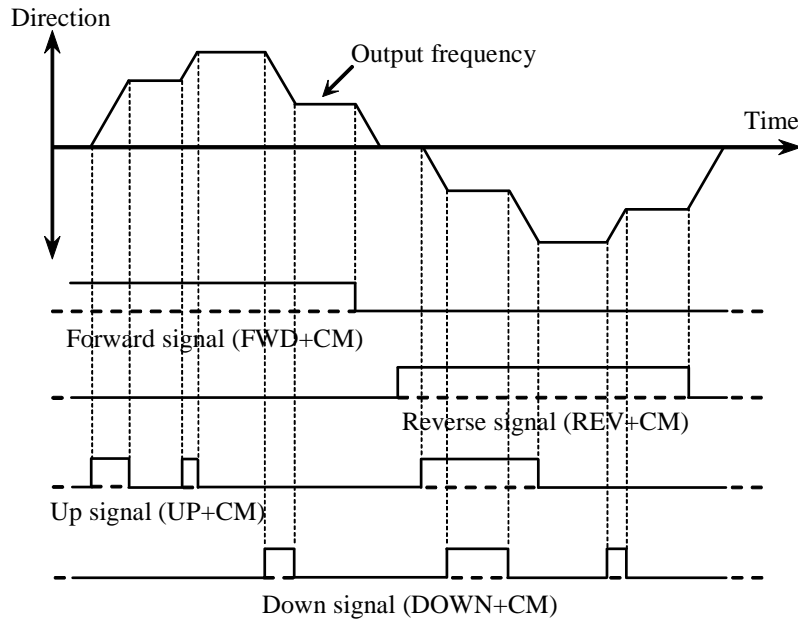 Direction
Output frequency
Time
Forward signal (FWD+CM)
Reverse signal (REV+CM)
Up signal (UP+CM)
Down signal (DOWN+CM)